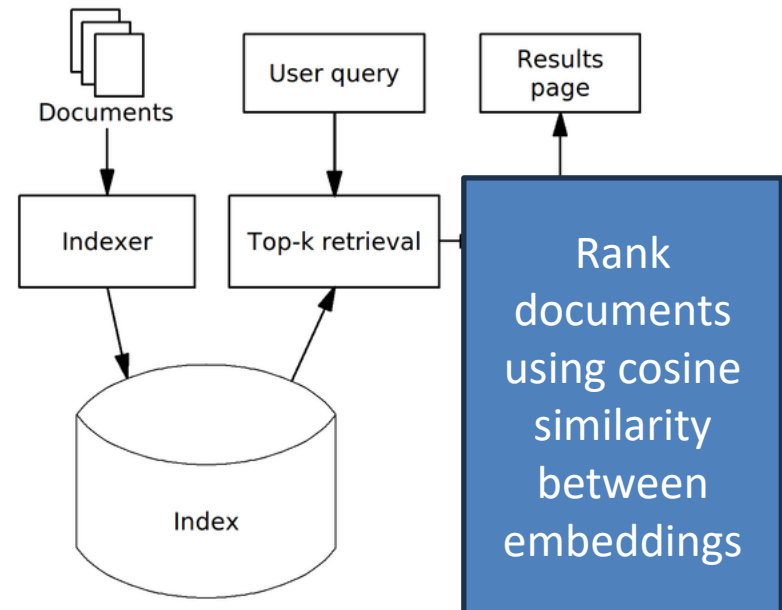 Documents
User query
Results
page
Indexer
Top-k retrieval
Rank
documents
using cosine
similarity
between
embeddings
Index